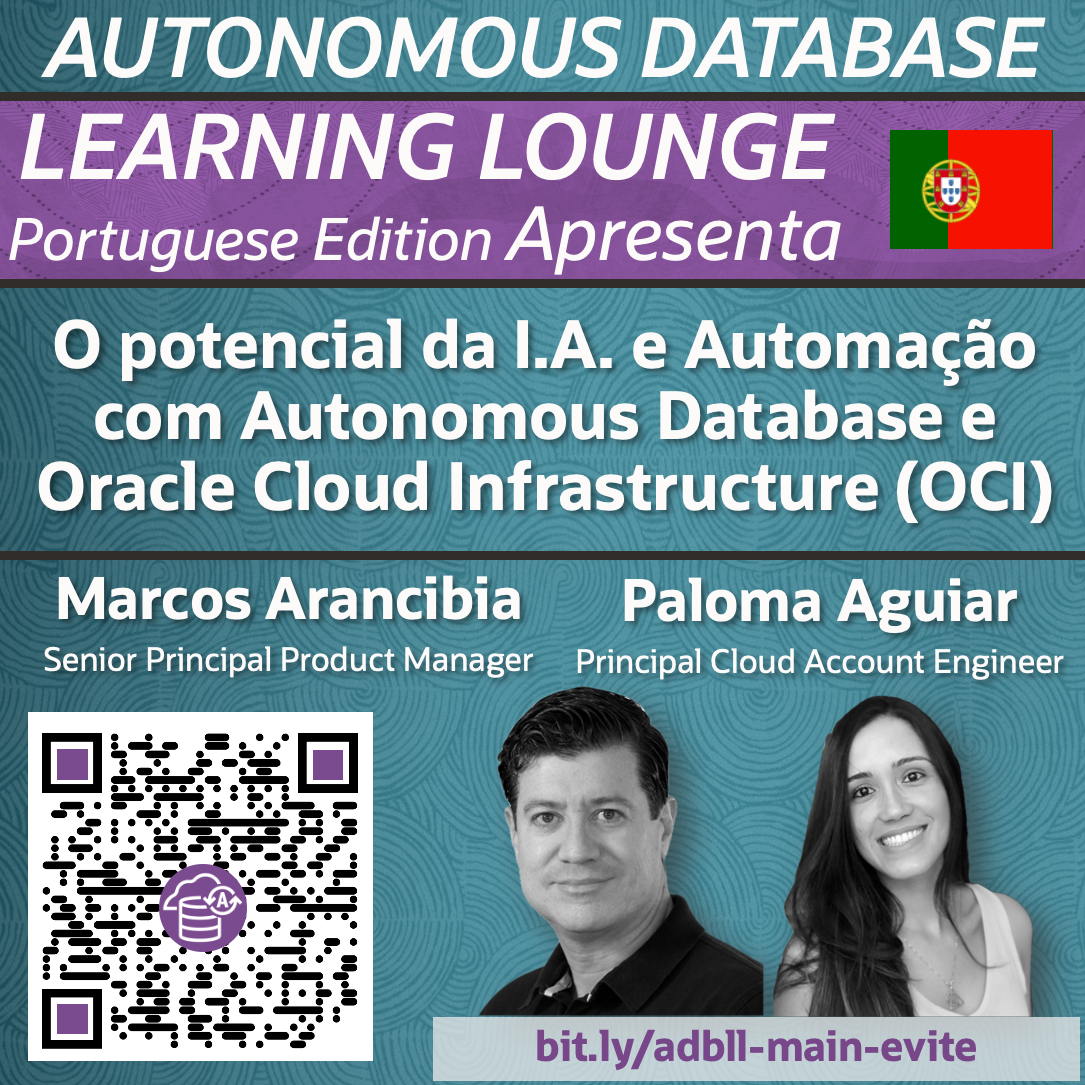 AUTONOMOUS DATABASE
LEARNING LOUNGE
Portuguese Edition Apresenta
O potencial da I.A. e Automação
com Autonomous Database e
Oracle Cloud Infrastructure (OCI)
Marcos Arancibia
Senior Principal Product Manager
Paloma Aguiar
Principal Cloud Account Engineer
A
bit.ly/adbll-main-evite